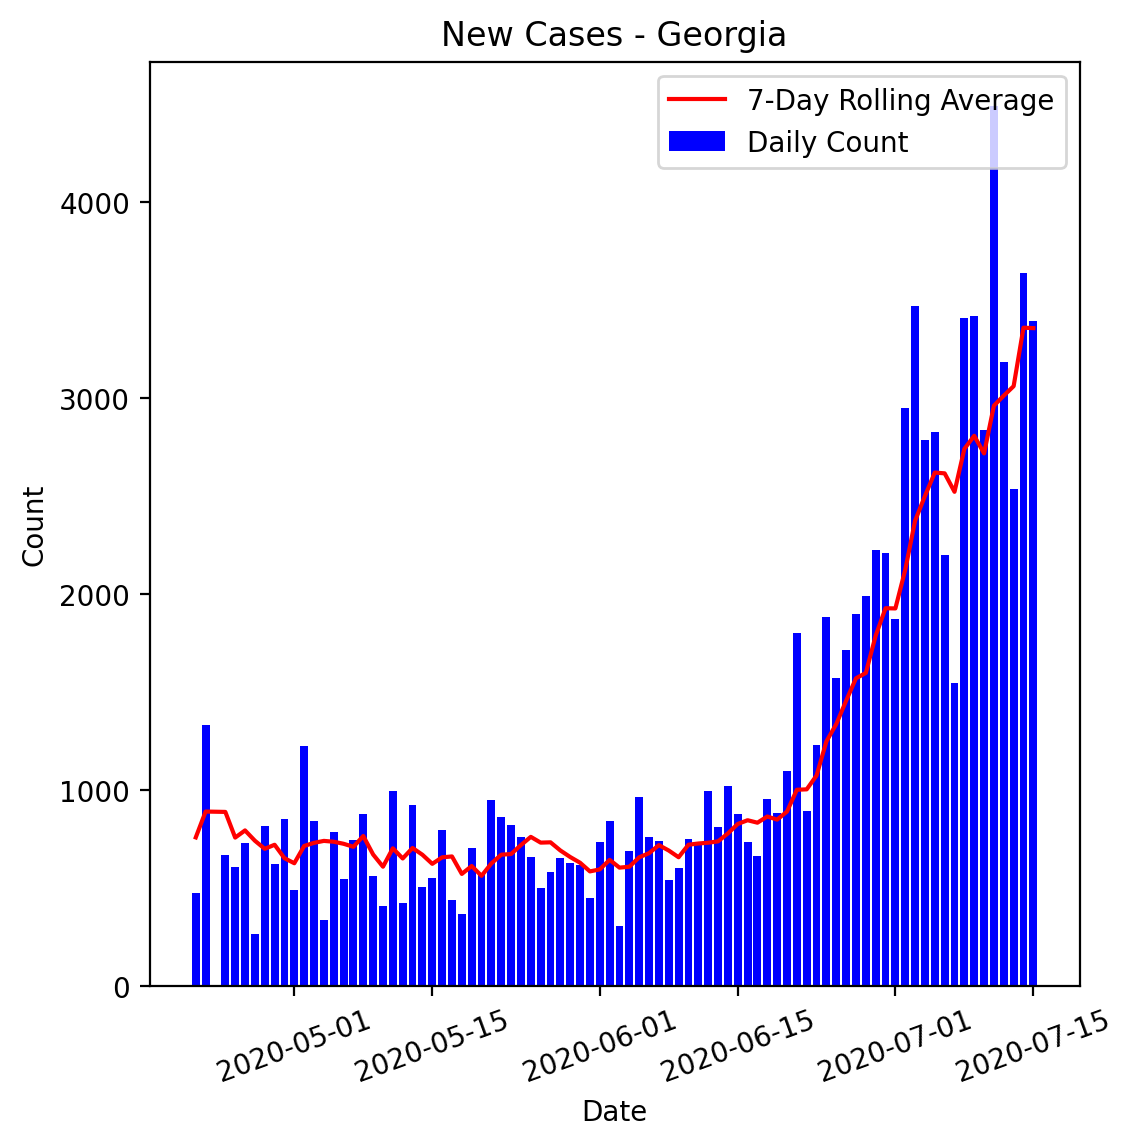 New Cases - Georgia
7-Day Rolling Average
Daily Count
4000
3000
2000
1000
0
Count
2020-05-01
2020-05-15
2020-06-01
2020-06-15
2020-07-01
2020-07-15
Date